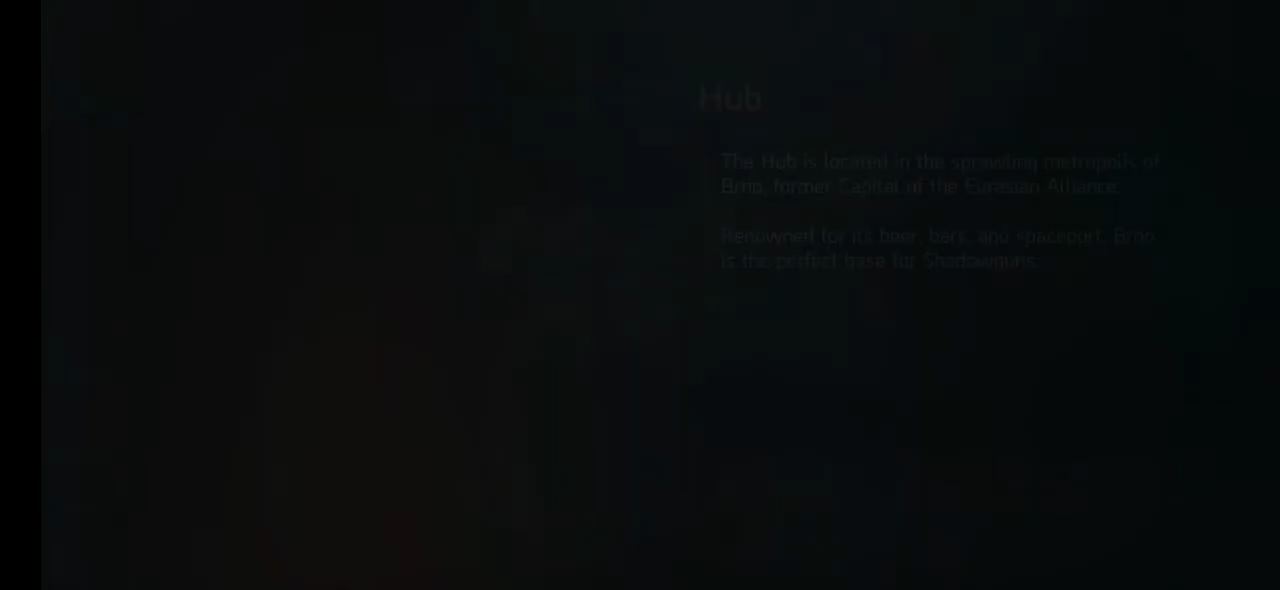 Hub
The Hub is located in the sprawling metropolis of
Brno, former Capital of the Eurasian Alliance.
Renowned for its beer, bars, and spaceport, Brno
is the perfect base for Shadowguns.